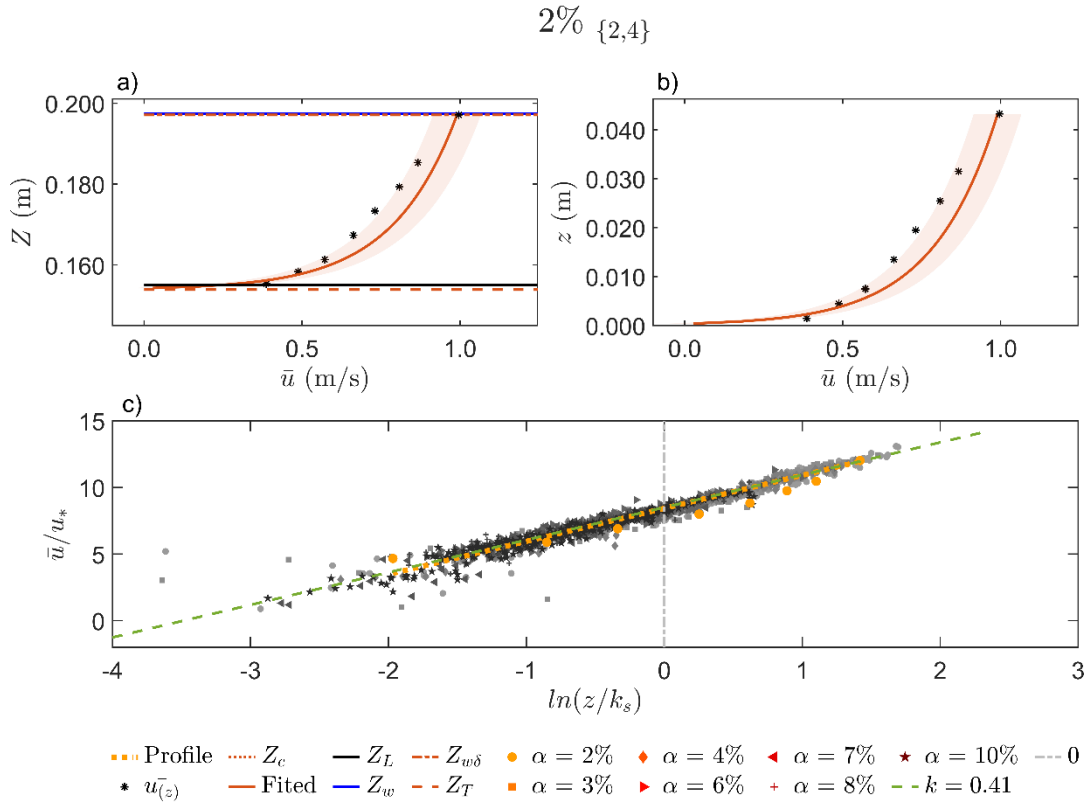 2% {2,4}
a)
0.200
0.180
0.160
Z (m)
0.0 0.5 1.0
ū (m/s)
b)
0.040
0.030
0.020
0.010
0.000
z (m)
0.0 0.5 1.0
ū (m/s)
c)
15
10
5
0
ū/u*
-4 -3 -2 -1 0 1 2 3
ln(z/ks)
Profile Zc ZL Zwδ α = 2% α = 4% α = 7% α = 10% 0
u̅(z) Fited Zw ZT α = 3% α = 6% α = 8% k = 0.41